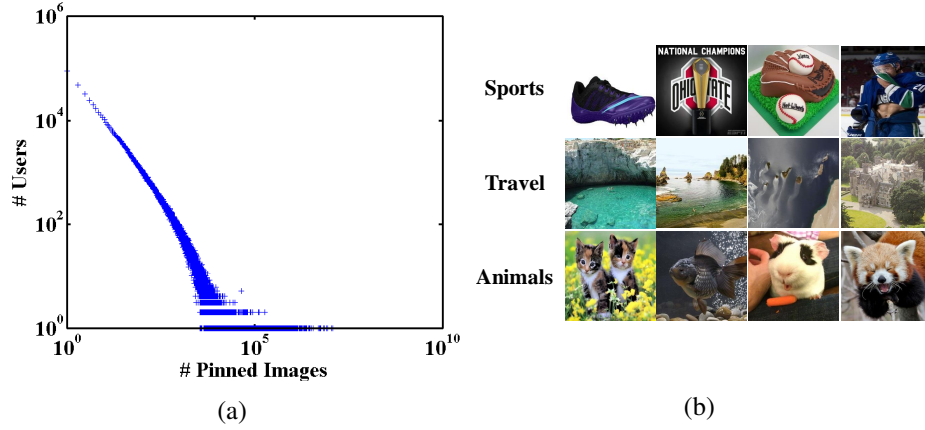 10^6
10^4
10^2
10^0
# Users
10^0
10^5
10^10
# Pinned Images
(a)
Sports
NATIONAL CHAMPIONS
OHIO STATE
Travel
Animals
(b)